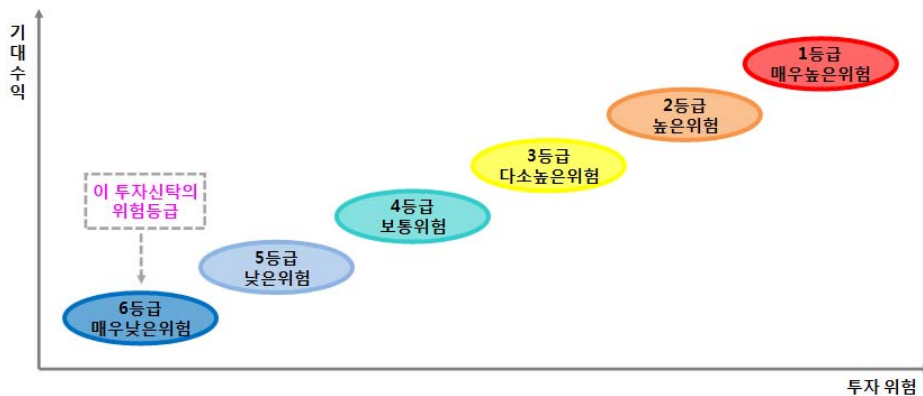 기대수익
1등급
매우높은위험
2등급
높은위험
3등급
다소높은위험
이 투자신탁의
위험등급
4등급
보통위험
5등급
낮은위험
6등급
매우낮은위험
투자 위험